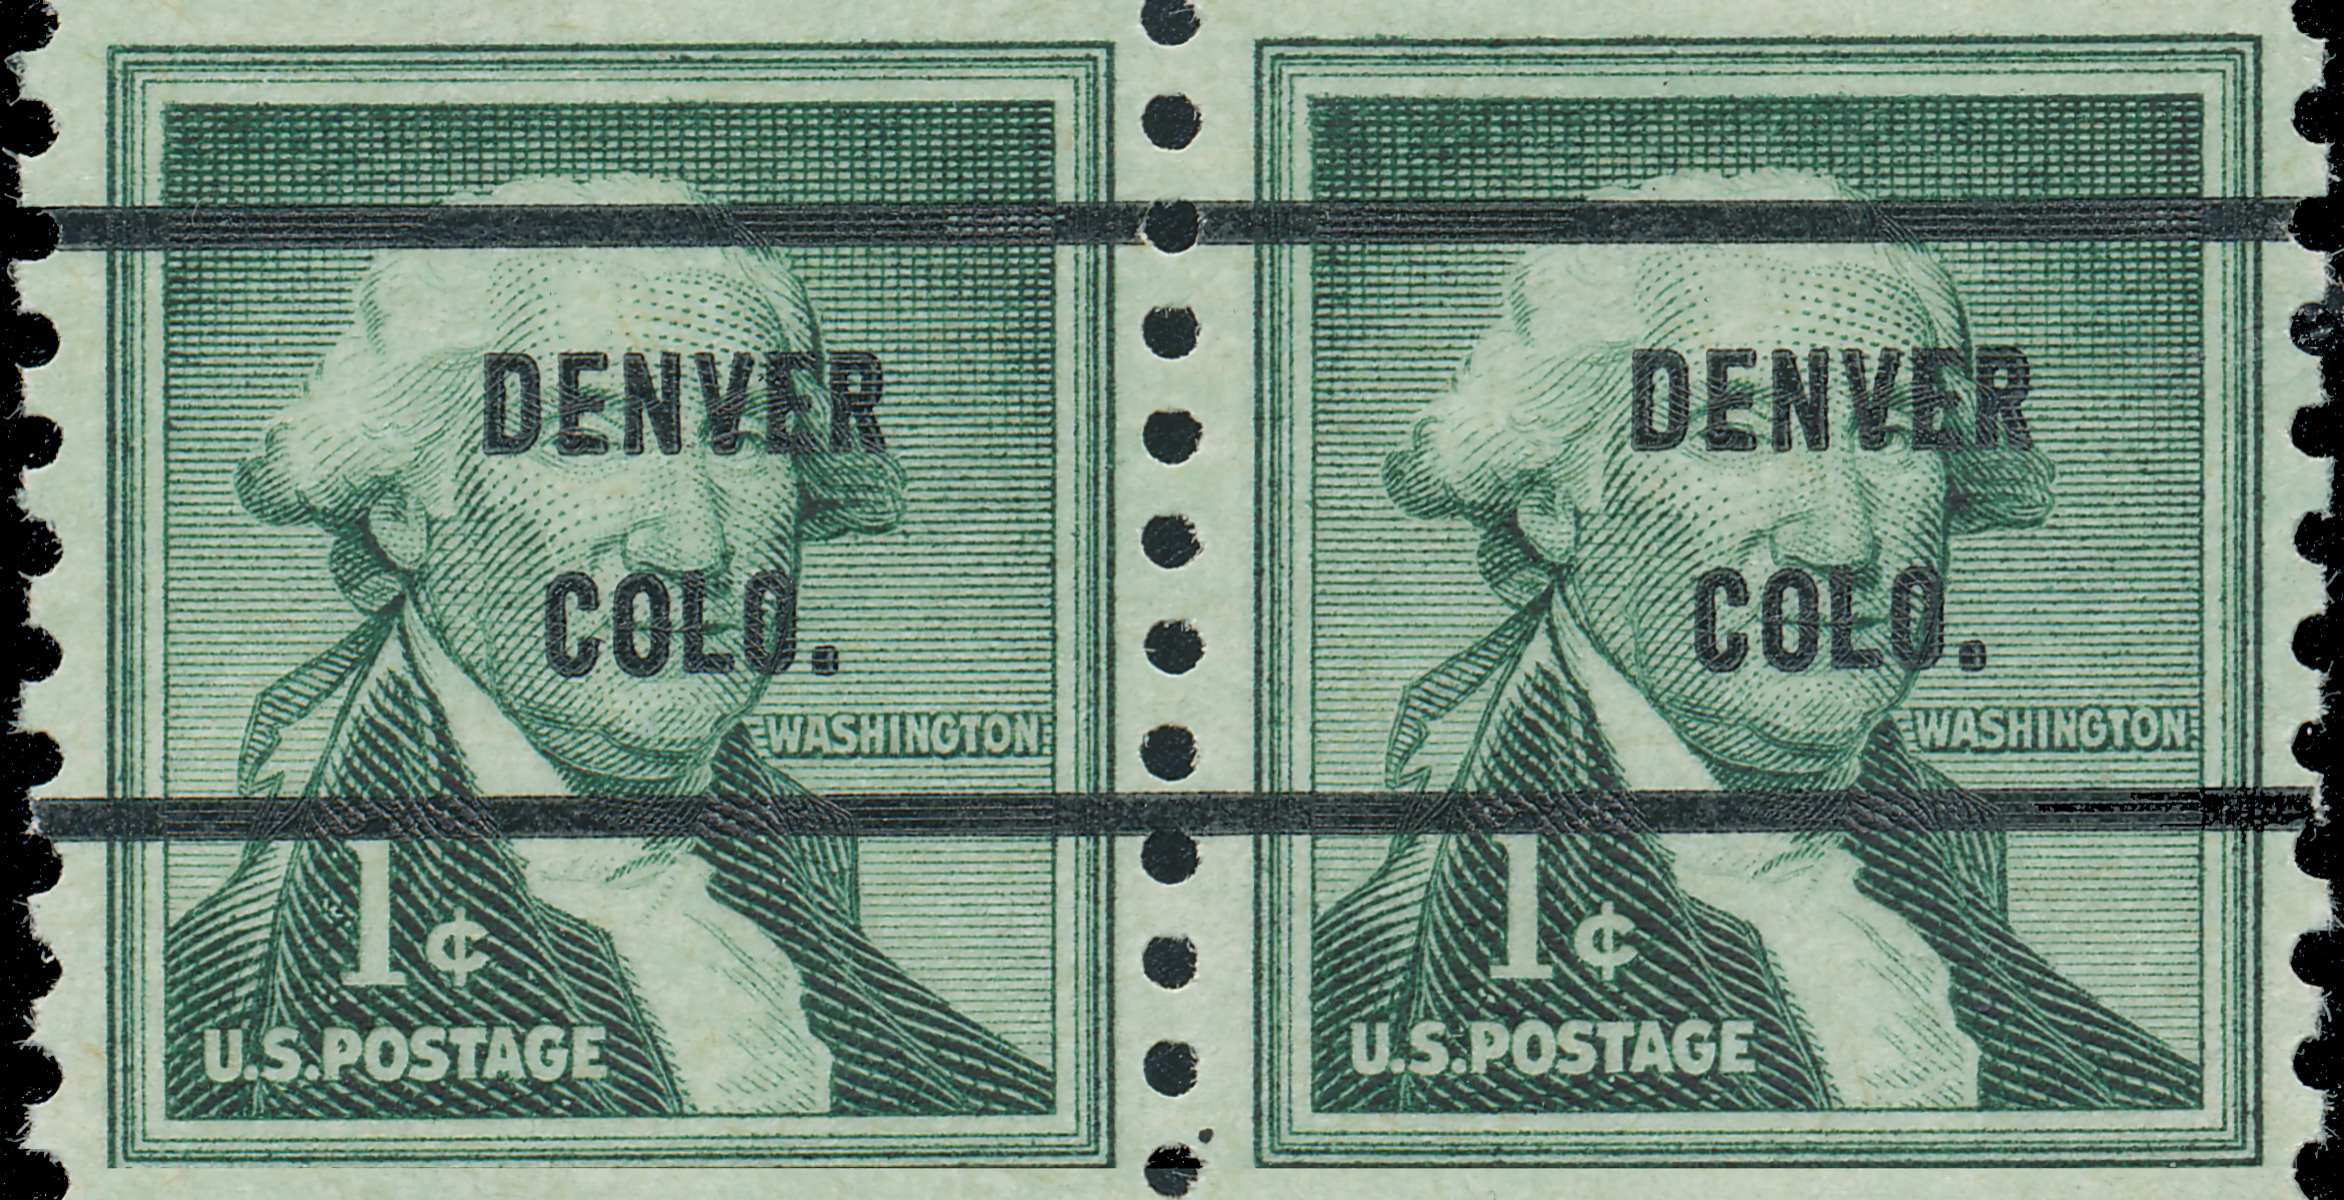 DENVER
COLO.
WASHINGTON
1¢
U.S.POSTAGE
DENVER
COLO.
WASHINGTON
1¢
U.S.POSTAGE